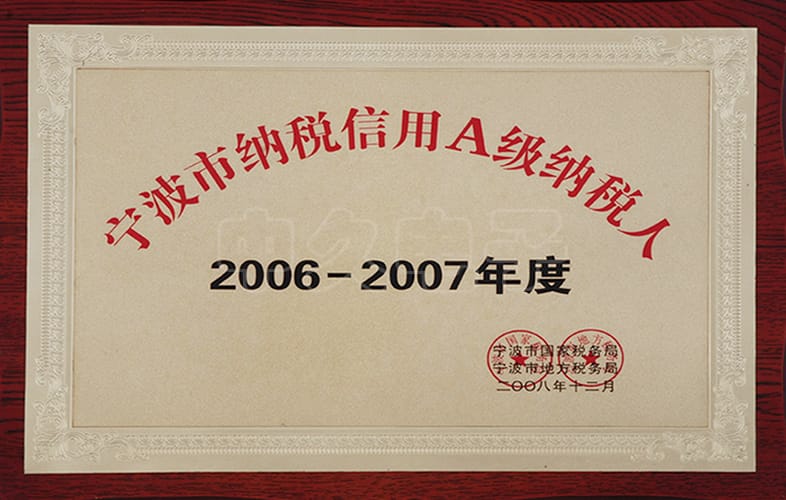 宁波市纳税信用A级纳税人
2006-2007年度
宁波市国家税务局
宁波市地方税务局
二〇〇八年十二月